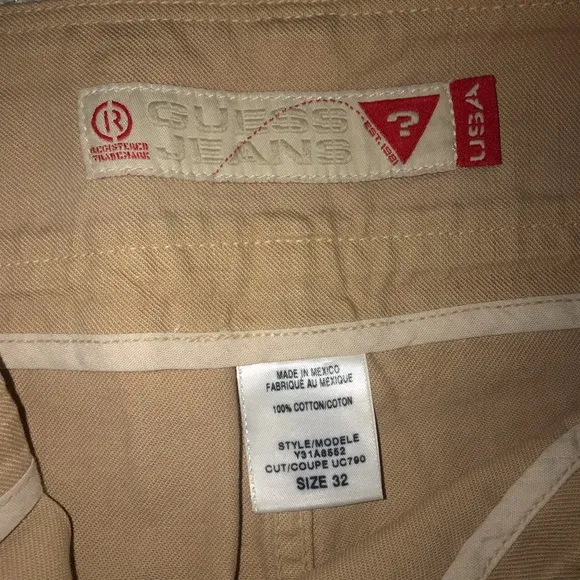 R
REGISTERED
TRADEMARK
GUESS
JEANS
?
EST. 1981
USA
MADE IN MEXICO
FABRIQUÉ AU MEXIQUE
100% COTTON/COTON
STYLE/MODELE
Y31A8552
CUT/COUPE UC790
SIZE 32